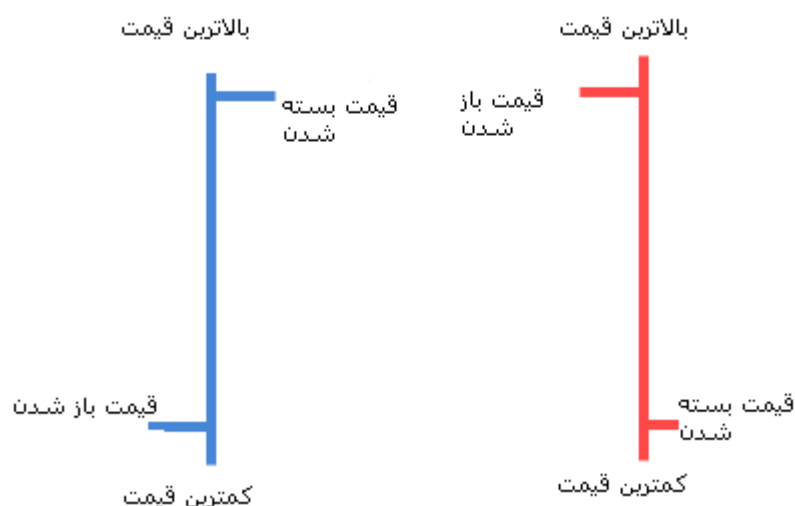 بالاترین قیمت
بالاترین قیمت
قیمت بسته
شدن
قیمت باز
شدن
قیمت باز شدن
قیمت بسته
شدن
کمترین قیمت
کمترین قیمت